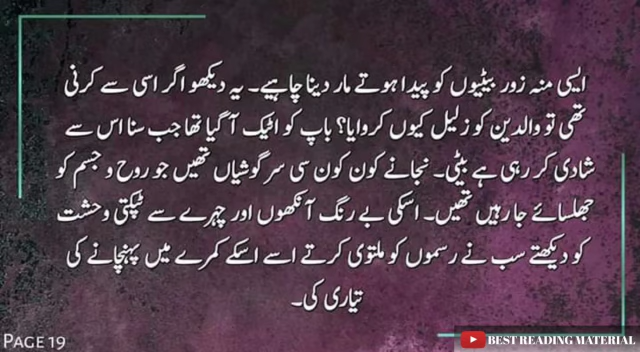 ایسی منہ زور بیٹیوں کو پیدا ہوتے مار دینا چاہیے۔ یہ دیکھو اگر اسی سے کرنی
تھی تو والدین کو زلیل کیوں کروایا؟ باپ کو اٹیک آ گیا تھا جب سنا اس سے
شادی کر رہی ہے بیٹی۔ نجانے کون کون سی سرگوشیاں تھیں جو روح و جسم کو
جھلسائے جا رہیں تھیں۔ اسکی بے رنگ آنکھوں اور چہرے سے ٹپکتی وحشت
کو دیکھتے سب نے رسموں کو ملتوی کرتے اسے اسکے کمرے میں پہنچانے کی
تیاری کی۔
PAGE 19
BEST READING MATERIAL